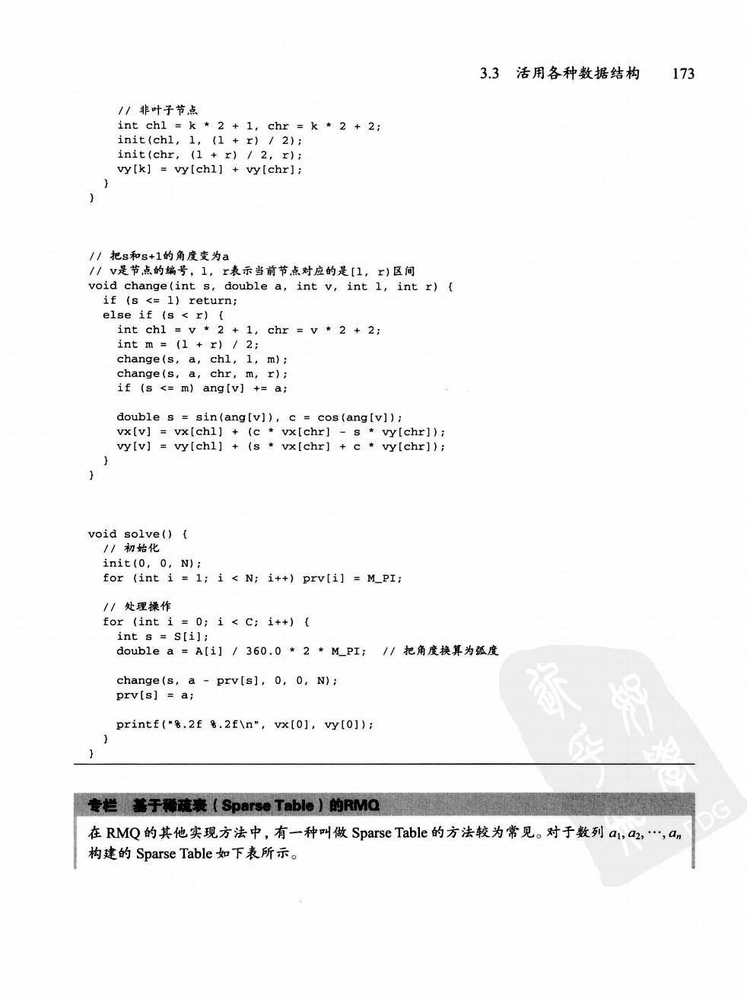 3.3 活用各种数据结构 173
// 非叶子节点
int chl = k * 2 + 1, chr = k * 2 + 2;
init(chl, l, (l + r) / 2);
init(chr, (l + r) / 2, r);
vy[k] = vy[chl] + vy[chr];
}
}
// 把s和s+1的角度变为a
// v是节点的编号, l, r表示当前节点对应的是[l, r)区间
void change(int s, double a, int v, int l, int r) {
if (s <= l) return;
else if (s < r) {
int chl = v * 2 + 1, chr = v * 2 + 2;
int m = (l + r) / 2;
change(s, a, chl, l, m);
change(s, a, chr, m, r);
if (s <= m) ang[v] += a;
double s = sin(ang[v]), c = cos(ang[v]);
vx[v] = vx[chl] + (c * vx[chr] - s * vy[chr]);
vy[v] = vy[chl] + (s * vx[chr] + c * vy[chr]);
}
}
void solve() {
// 初始化
init(0, 0, N);
for (int i = 1; i < N; i++) prv[i] = M_PI;
// 处理操作
for (int i = 0; i < C; i++) {
int s = S[i];
double a = A[i] / 360.0 * 2 * M_PI; // 把角度换算为弧度
change(s, a - prv[s], 0, 0, N);
prv[s] = a;
printf("%.2f %.2f\n", vx[0], vy[0]);
}
}
专栏 基于稀疏表（Sparse Table）的RMQ
在 RMQ 的其他实现方法中，有一种叫做 Sparse Table 的方法较为常见。对于数列 a₁, a₂, ⋯, aₙ
构建的 Sparse Table 如下表所示。